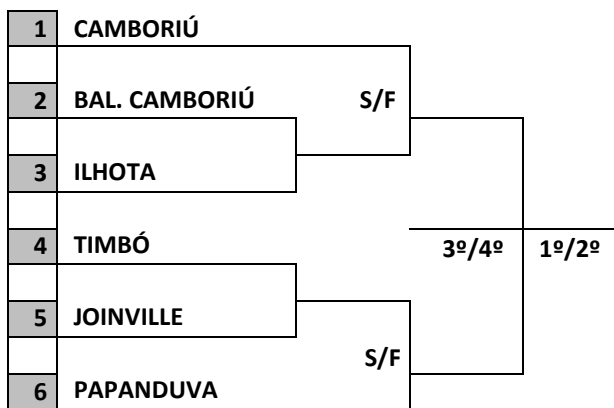 1 CAMBORIÚ
2 BAL. CAMBORIÚ S/F
3 ILHOTA
4 TIMBÓ 3º/4º 1º/2º
5 JOINVILLE
S/F
6 PAPANDUVA